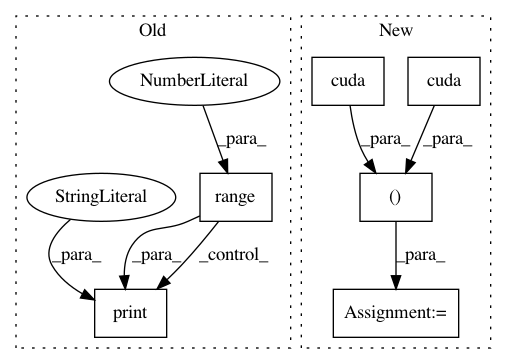 Old
New
NumberLiteral
cuda
cuda
_para_
_para_
_para_
StringLiteral
range
()
_para_
_para_
_control_
_para_
print
Assignment:=